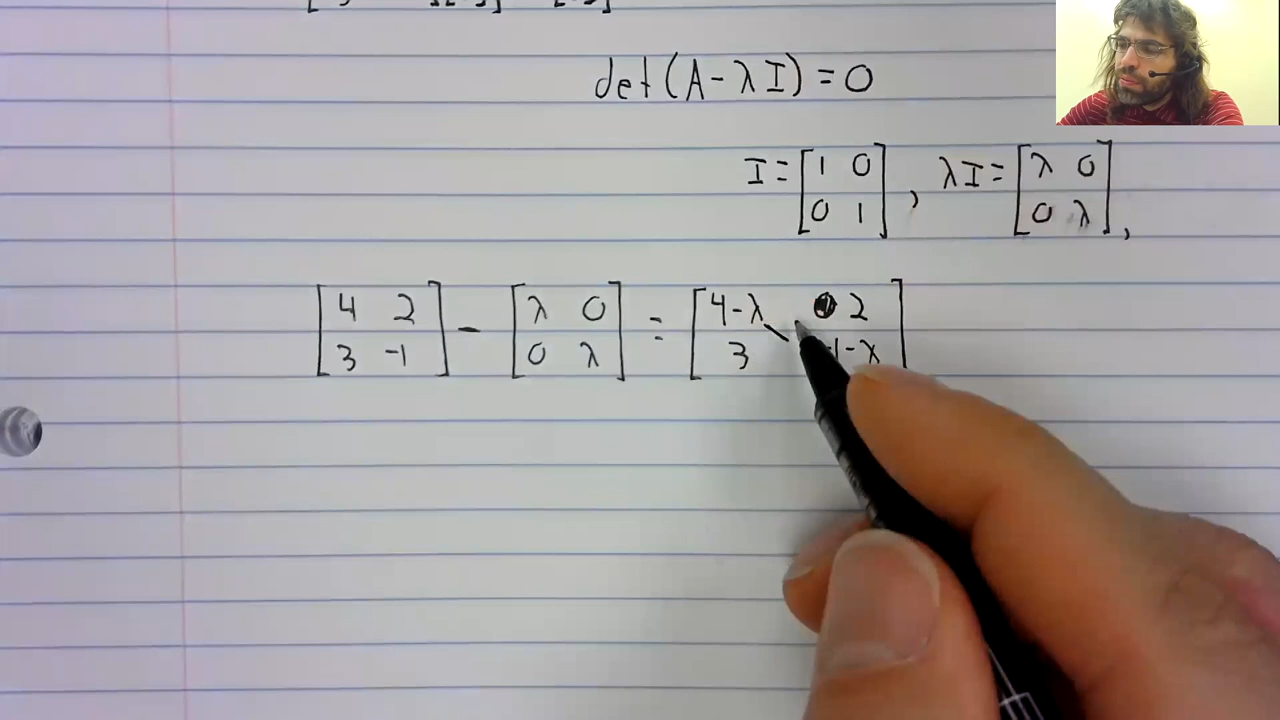 det(A-λI)=0
I=[1 0], λI=[λ 0],
[0 1] [0 λ]
[4 2] - [λ 0] = [4-λ 2]
[3 -1] [0 λ] [3 -1-λ]